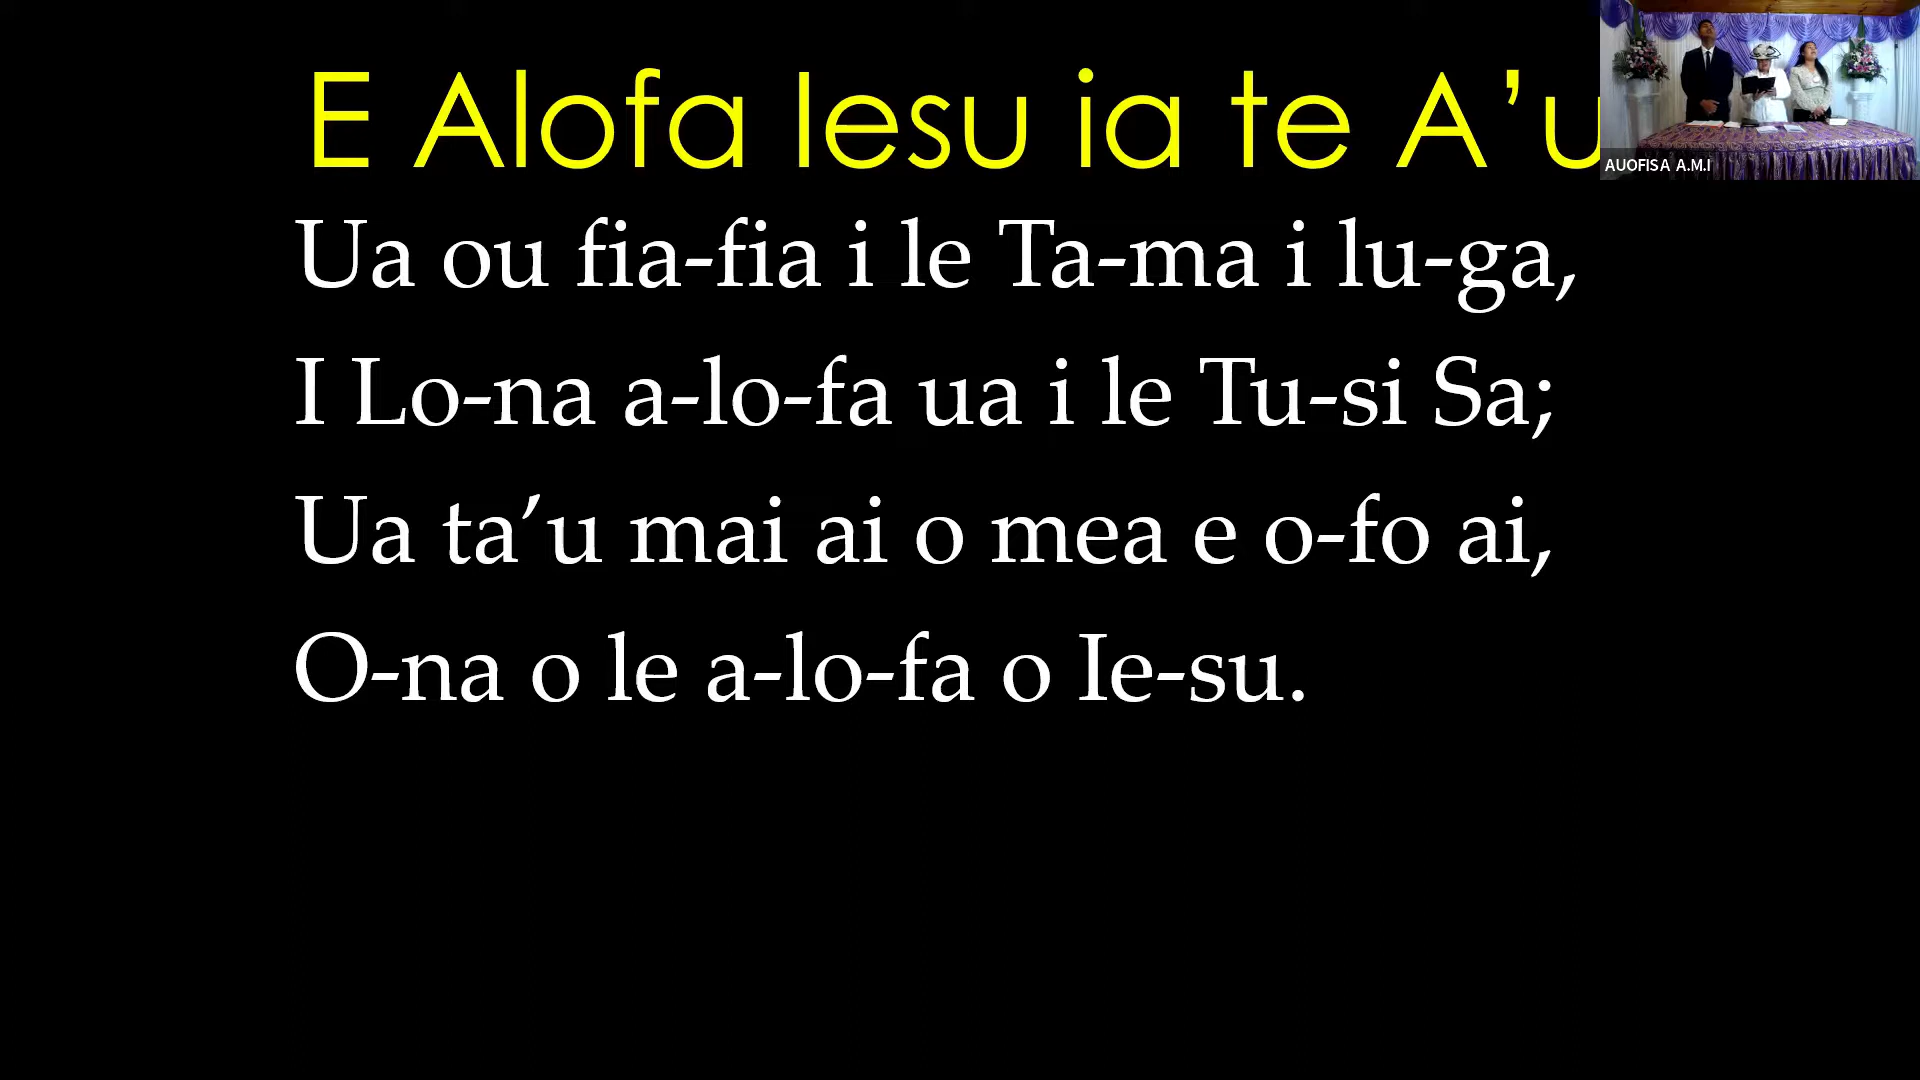 E Alofa Iesu ia te A’u
AUOFISA A.M.I
Ua ou fia-fia i le Ta-ma i lu-ga,
I Lo-na a-lo-fa ua i le Tu-si Sa;
Ua ta’u mai ai o mea e o-fo ai,
O-na o le a-lo-fa o Ie-su.